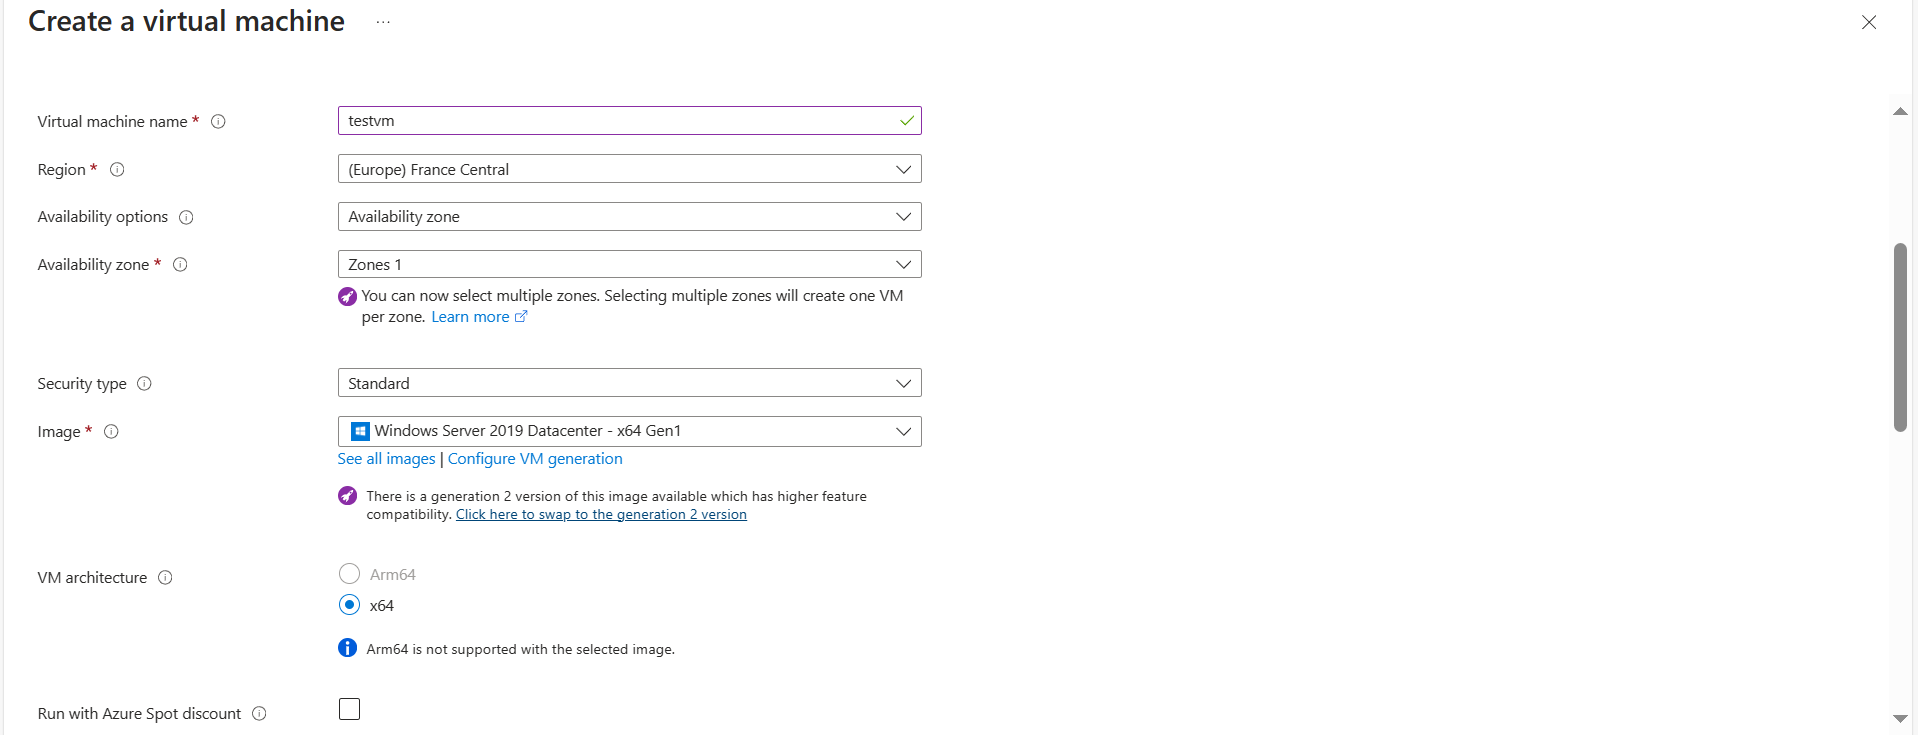 Create a virtual machine ...
Virtual machine name * testvm
Region * (Europe) France Central
Availability options Availability zone
Availability zone * Zones 1
You can now select multiple zones. Selecting multiple zones will create one VM
per zone. Learn more
Security type Standard
Image * Windows Server 2019 Datacenter - x64 Gen1
See all images | Configure VM generation
There is a generation 2 version of this image available which has higher feature
compatibility. Click here to swap to the generation 2 version
VM architecture
Arm64
x64
Arm64 is not supported with the selected image.
Run with Azure Spot discount